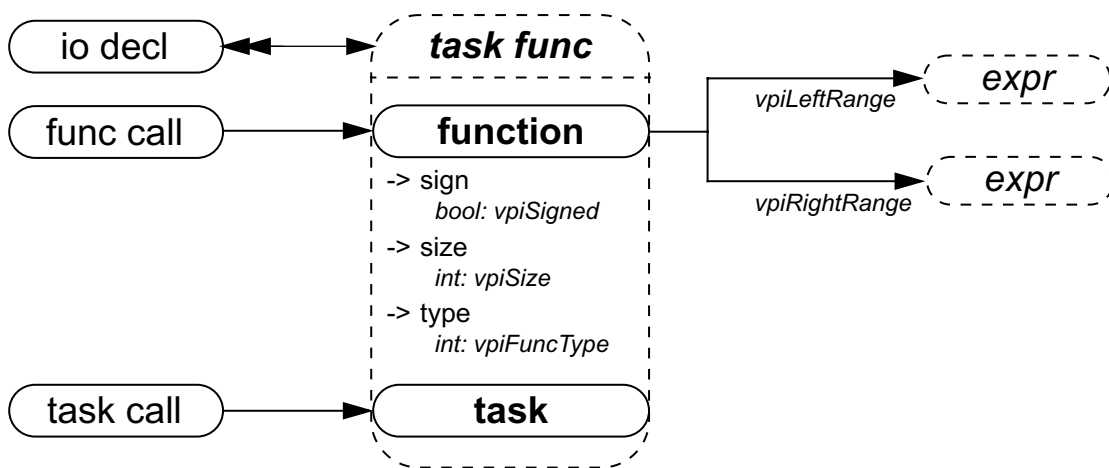 io decl
task func
expr
vpiLeftRange
func call
function
expr
vpiRightRange
-> sign
bool: vpiSigned
-> size
int: vpiSize
-> type
int: vpiFuncType
task call
task